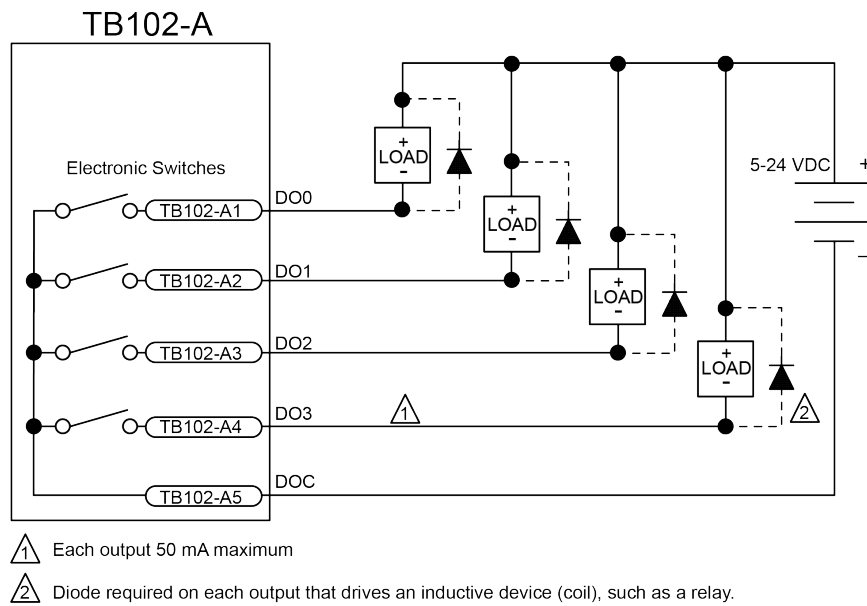 TB102-A
Electronic Switches
5-24 VDC
+
+
LOAD
-
+
LOAD
-
+
LOAD
-
+
LOAD
-
TB102-A1
DO0
TB102-A2
DO1
TB102-A3
DO2
TB102-A4
DO3
TB102-A5
DOC
–
1
2
1 Each output 50 mA maximum
2 Diode required on each output that drives an inductive device (coil), such as a relay.